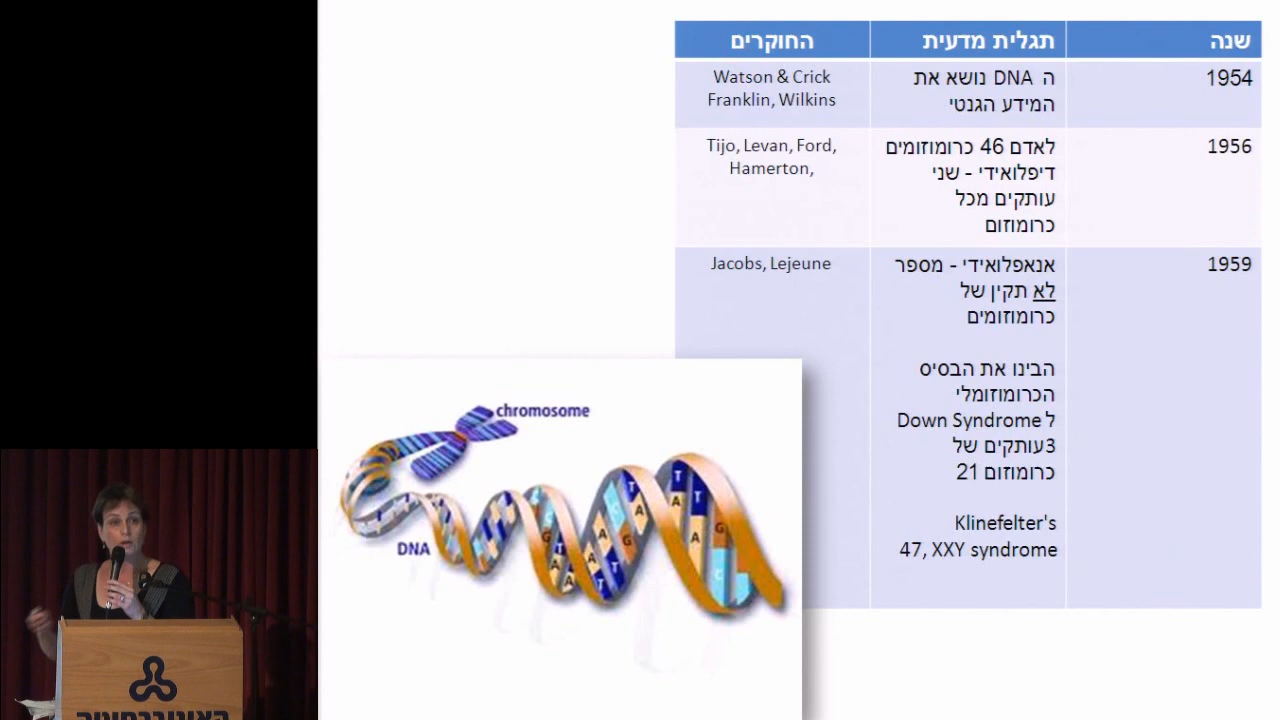 שנה
תגלית מדעית
החוקרים
1954
ה DNA נושא את
המידע הגנטי
Watson & Crick
Franklin, Wilkins
1956
לאדם 46 כרומוזומים
דיפלואידי - שני
עותקים מכל
כרומוזום
Tijo, Levan, Ford,
Hamerton,
1959
אנאפלואידי - מספר
לא תקין של
כרומוזומים
הבינו את הבסיס
הכרומוזומלי
ל Down Syndrome
3עותקים של
כרומוזום 21
Klinefelter's
47, XXY syndrome
Jacobs, Lejeune
chromosome
DNA